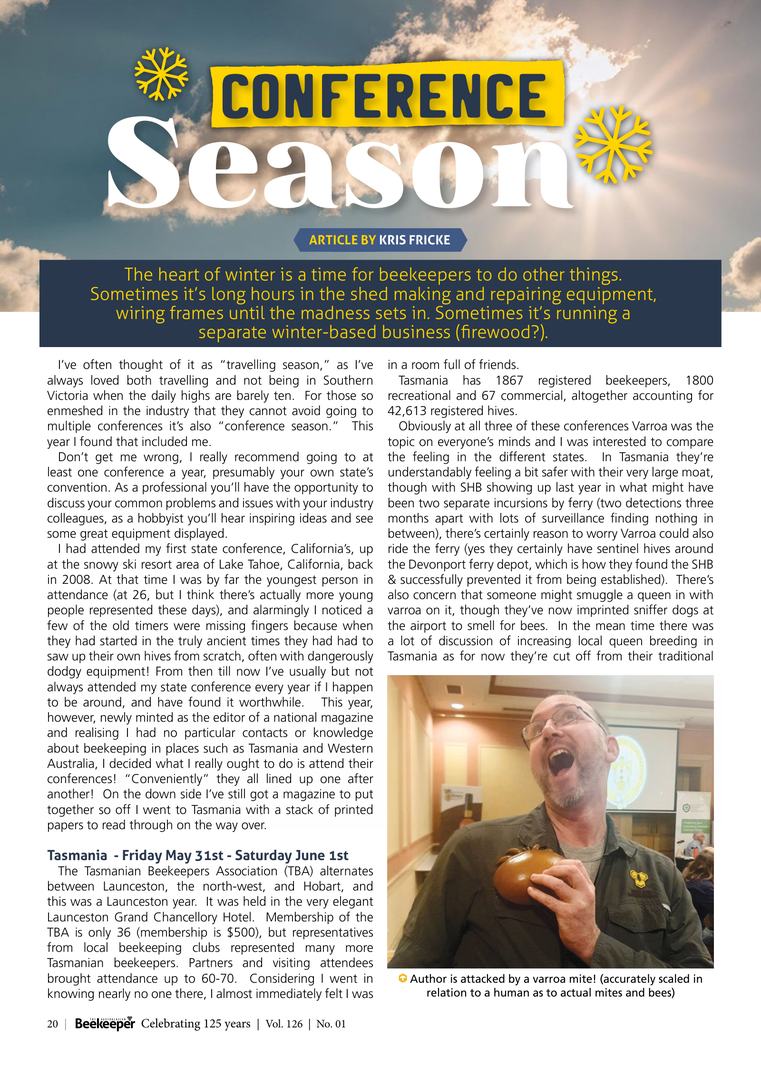 CONFERENCE
Season
ARTICLE BY KRIS FRICKE
The heart of winter is a time for beekeepers to do other things.
Sometimes it's long hours in the shed making and repairing equipment,
wiring frames until the madness sets in. Sometimes it's running a
separate winter-based business (firewood?).
I've often thought of it as "travelling season," as I've
always loved both travelling and not being in Southern
Victoria when the daily highs are barely ten. For those so
enmeshed in the industry that they cannot avoid going to
multiple conferences it's also "conference season." This
year I found that included me.
Don't get me wrong, I really recommend going to at
least one conference a year, presumably your own state's
convention. As a professional you'll have the opportunity to
discuss your common problems and issues with your industry
colleagues, as a hobbyist you'll hear inspiring ideas and see
some great equipment displayed.
I had attended my first state conference, California's, up
at the snowy ski resort area of Lake Tahoe, California, back
in 2008. At that time I was by far the youngest person in
attendance (at 26, but I think there's actually more young
people represented these days), and alarmingly I noticed a
few of the old timers were missing fingers because when
they had started in the truly ancient times they had had to
saw up their own hives from scratch, often with dangerously
dodgy equipment! From then till now I've usually but not
always attended my state conference every year if I happen
to be around, and have found it worthwhile. This year,
however, newly minted as the editor of a national magazine
and realising I had no particular contacts or knowledge
about beekeeping in places such as Tasmania and Western
Australia, I decided what I really ought to do is attend their
conferences! "Conveniently" they all lined up one after
another! On the down side I've still got a magazine to put
together so off I went to Tasmania with a stack of printed
papers to read through on the way over.
Tasmania - Friday May 31st - Saturday June 1st
The Tasmanian Beekeepers Association (TBA) alternates
between Launceston, the north-west, and Hobart, and
this was a Launceston year. It was held in the very elegant
Launceston Grand Chancellory Hotel. Membership of the
TBA is only 36 (membership is $500), but representatives
from local beekeeping clubs represented many more
Tasmanian beekeepers. Partners and visiting attendees
brought attendance up to 60-70. Considering I went in
knowing nearly no one there, I almost immediately felt I was
in a room full of friends.
Tasmania has 1867 registered beekeepers, 1800
recreational and 67 commercial, altogether accounting for
42,613 registered hives.
Obviously at all three of these conferences Varroa was the
topic on everyone's minds and I was interested to compare
the feeling in the different states. In Tasmania they're
understandably feeling a bit safer with their very large moat,
though with SHB showing up last year in what might have
been two separate incursions by ferry (two detections three
months apart with lots of surveillance finding nothing in
between), there's certainly reason to worry Varroa could also
ride the ferry (yes they certainly have sentinel hives around
the Devonport ferry depot, which is how they found the SHB
& successfully prevented it from being established). There's
also concern that someone might smuggle a queen in with
varroa on it, though they've now imprinted sniffer dogs at
the airport to smell for bees. In the mean time there was
a lot of discussion of increasing local queen breeding in
Tasmania as for now they're cut off from their traditional
Author is attacked by a varroa mite! (accurately scaled in
relation to a human as to actual mites and bees)
20 | Beekeeper Celebrating 125 years | Vol. 126 | No. 01